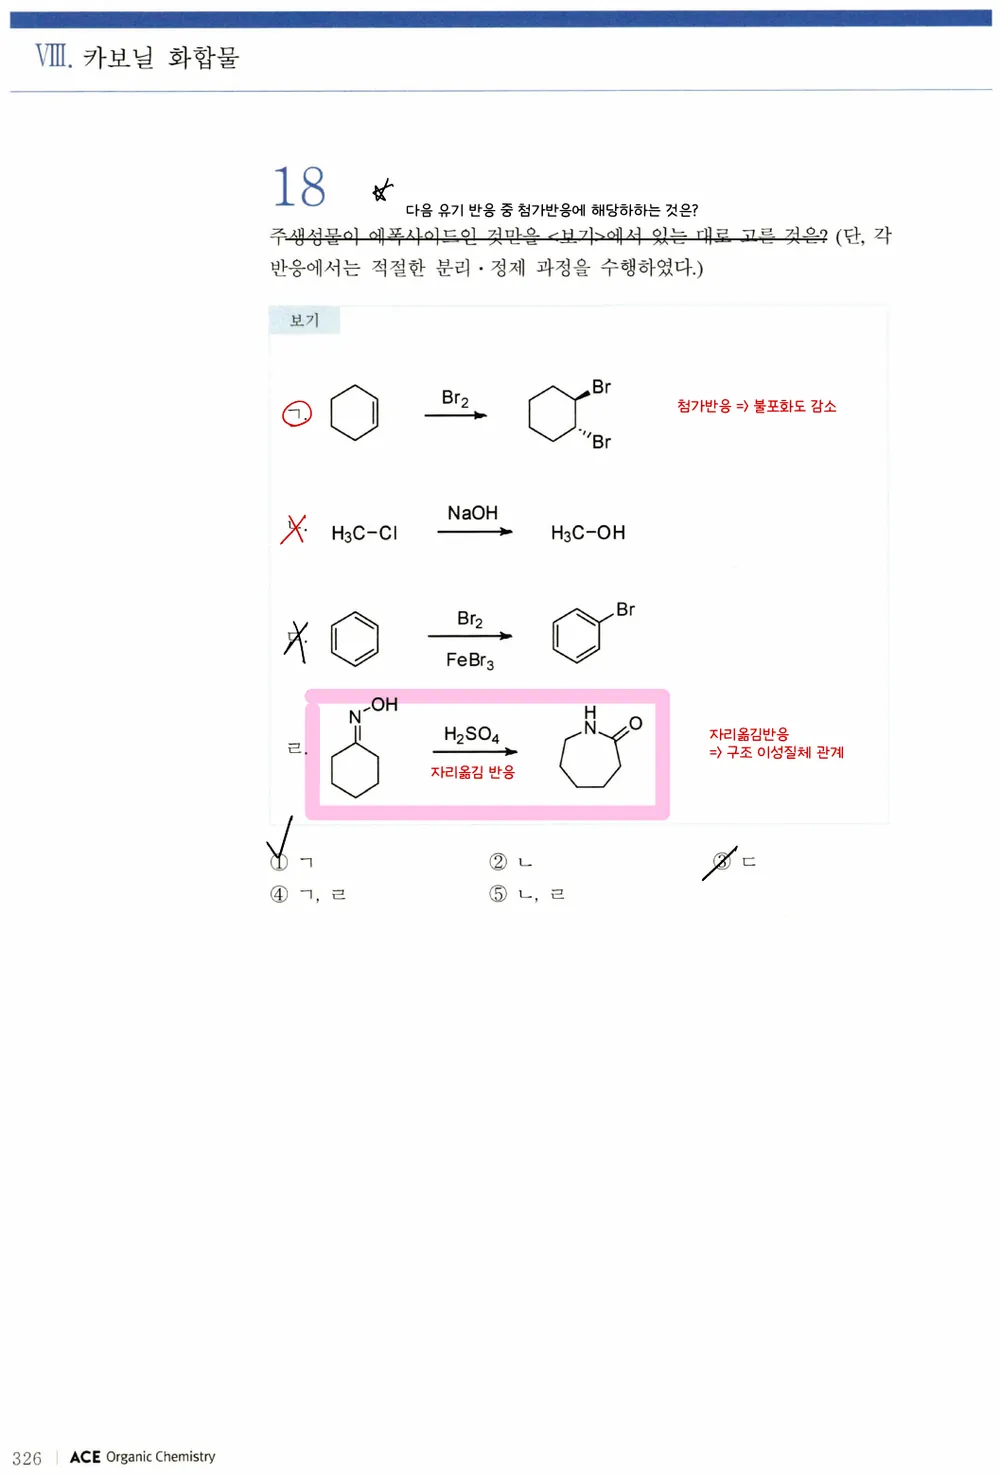 Ⅷ. 카보닐 화합물
18
다음 유기 반응 중 첨가반응에 해당하하는 것은?
주생성물이 에폭사이드인 것만을 <보기>에서 있는 대로 고른 것은? (단, 각
반응에서는 적절한 분리·정제 과정을 수행하였다.)
보기
ㄱ. Br2 Br Br 첨가반응 => 불포화도 감소
ㄴ. H3C-Cl NaOH H3C-OH
ㄷ. Br2 FeBr3 Br
ㄹ. N-OH H2SO4 H N O
자리옮김 반응
자리옮김반응
=> 구조 이성질체 관계
① ㄱ ② ㄴ ③ ㄷ
④ ㄱ, ㄹ ⑤ ㄴ, ㄹ
326 | ACE Organic Chemistry